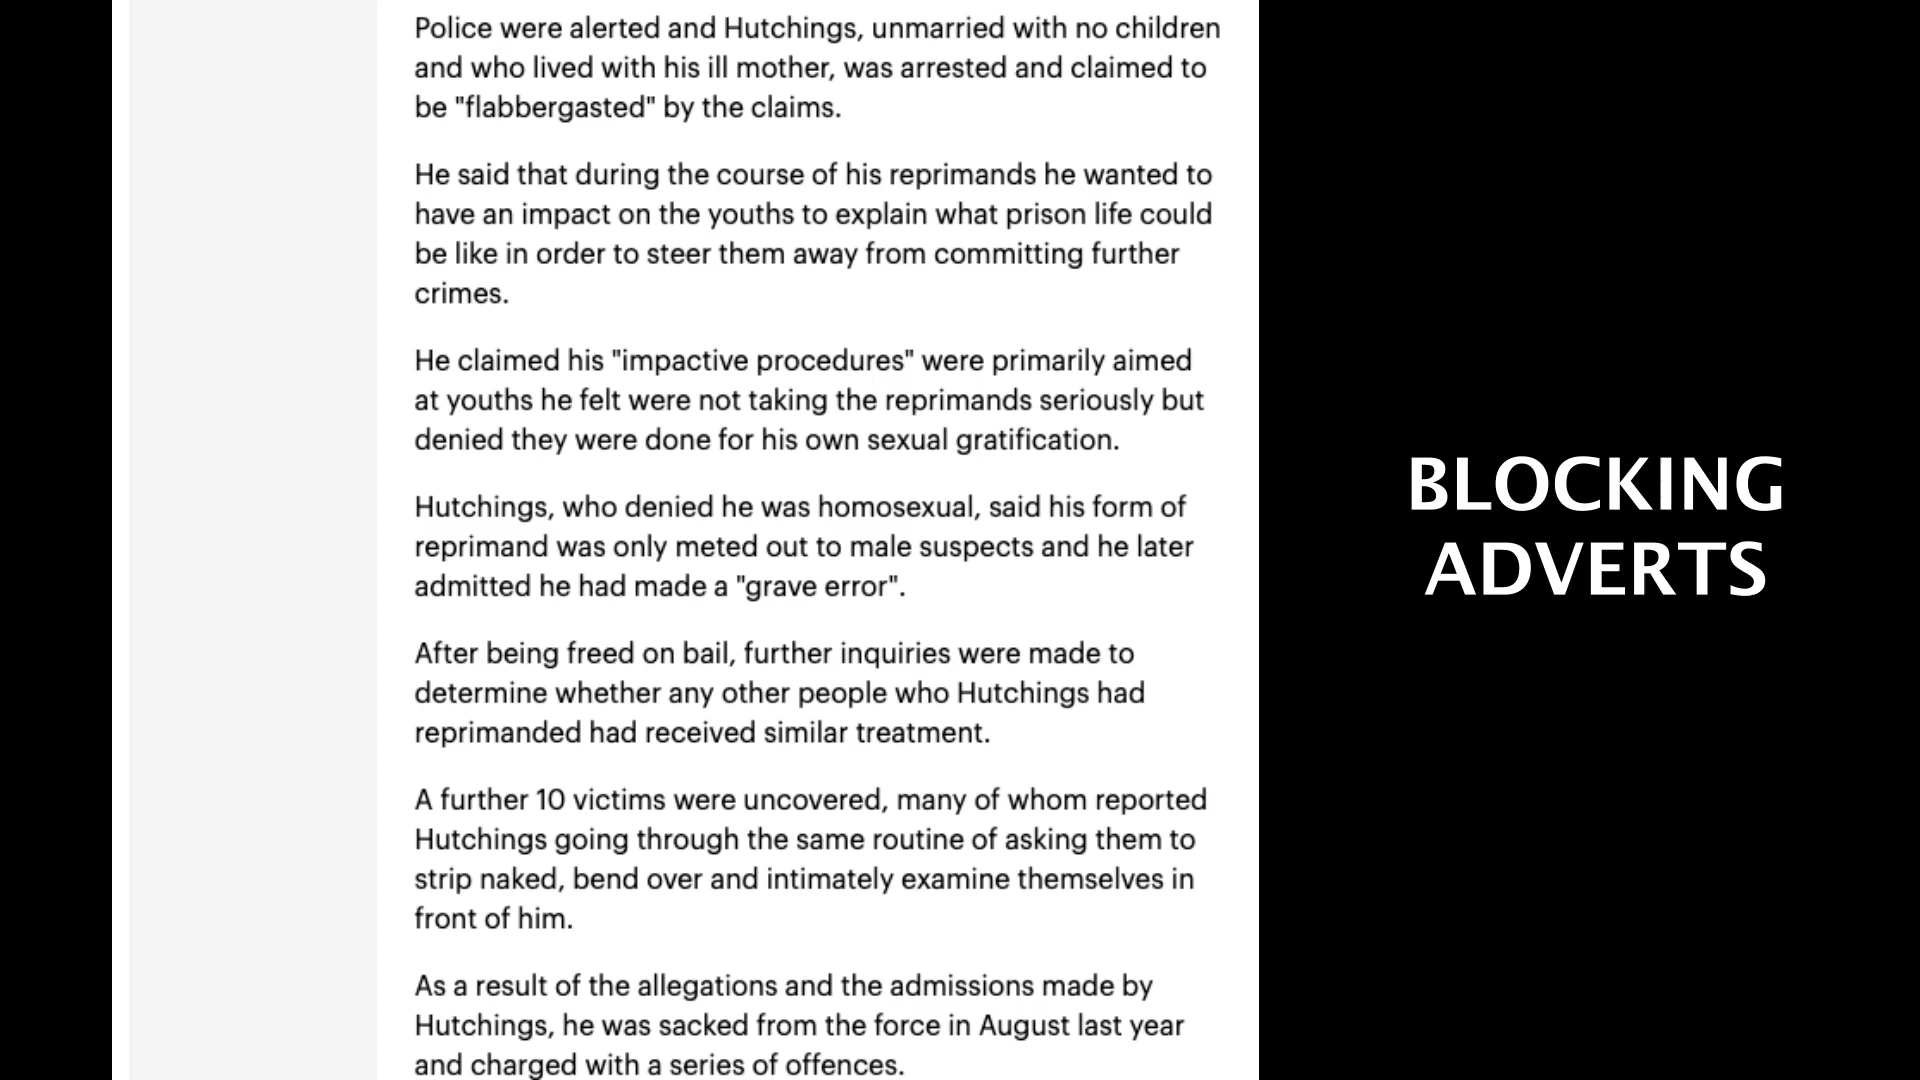 Police were alerted and Hutchings, unmarried with no children
and who lived with his ill mother, was arrested and claimed to
be "flabbergasted" by the claims.
He said that during the course of his reprimands he wanted to
have an impact on the youths to explain what prison life could
be like in order to steer them away from committing further
crimes.
He claimed his "impactive procedures" were primarily aimed
at youths he felt were not taking the reprimands seriously but
denied they were done for his own sexual gratification.
Hutchings, who denied he was homosexual, said his form of
reprimand was only meted out to male suspects and he later
admitted he had made a "grave error".
After being freed on bail, further inquiries were made to
determine whether any other people who Hutchings had
reprimanded had received similar treatment.
A further 10 victims were uncovered, many of whom reported
Hutchings going through the same routine of asking them to
strip naked, bend over and intimately examine themselves in
front of him.
As a result of the allegations and the admissions made by
Hutchings, he was sacked from the force in August last year
and charged with a series of offences.
BLOCKING
ADVERTS